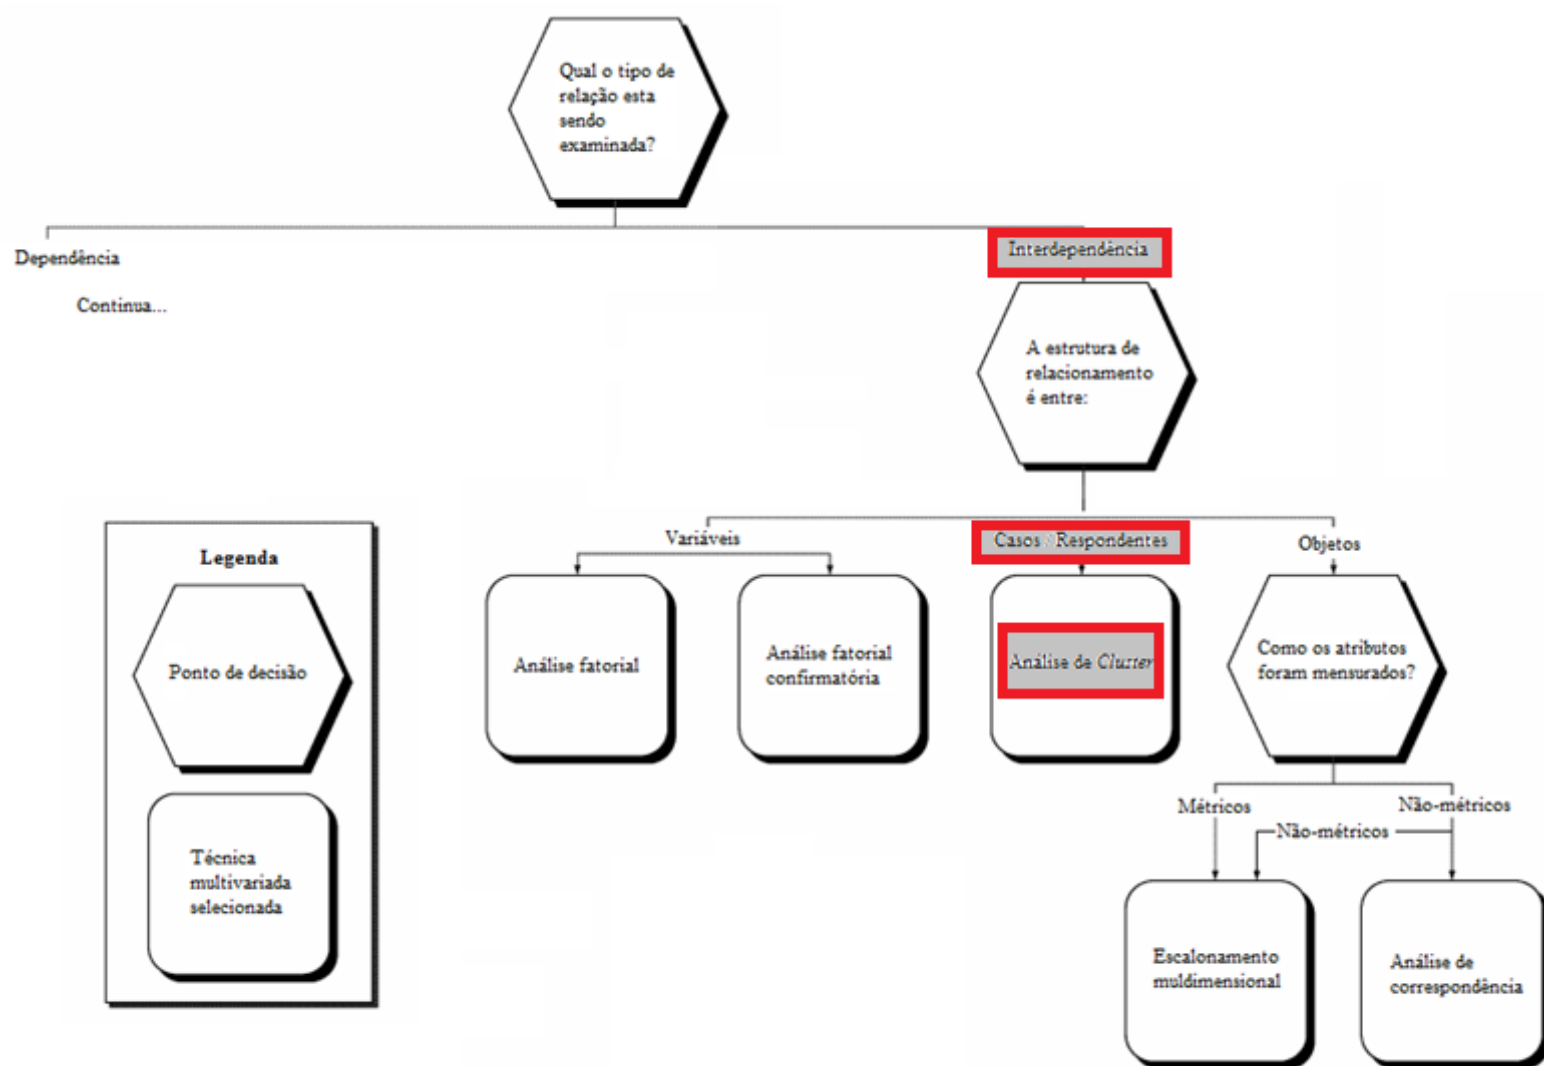 Qual o tipo de
relação esta
sendo
examinada?
Dependência
Continua...
Interdependência
A estrutura de
relacionamento
é entre:
Variáveis
Casos / Respondentes
Objetos
Análise fatorial
Análise fatorial
confirmatória
Análise de Cluster
Como os atributos
foram mensurados?
Métricos
Não-métricos
Não-métricos
Escalonamento
muldimensional
Análise de
correspondência
Legenda
Ponto de decisão
Técnica
multivariada
selecionada